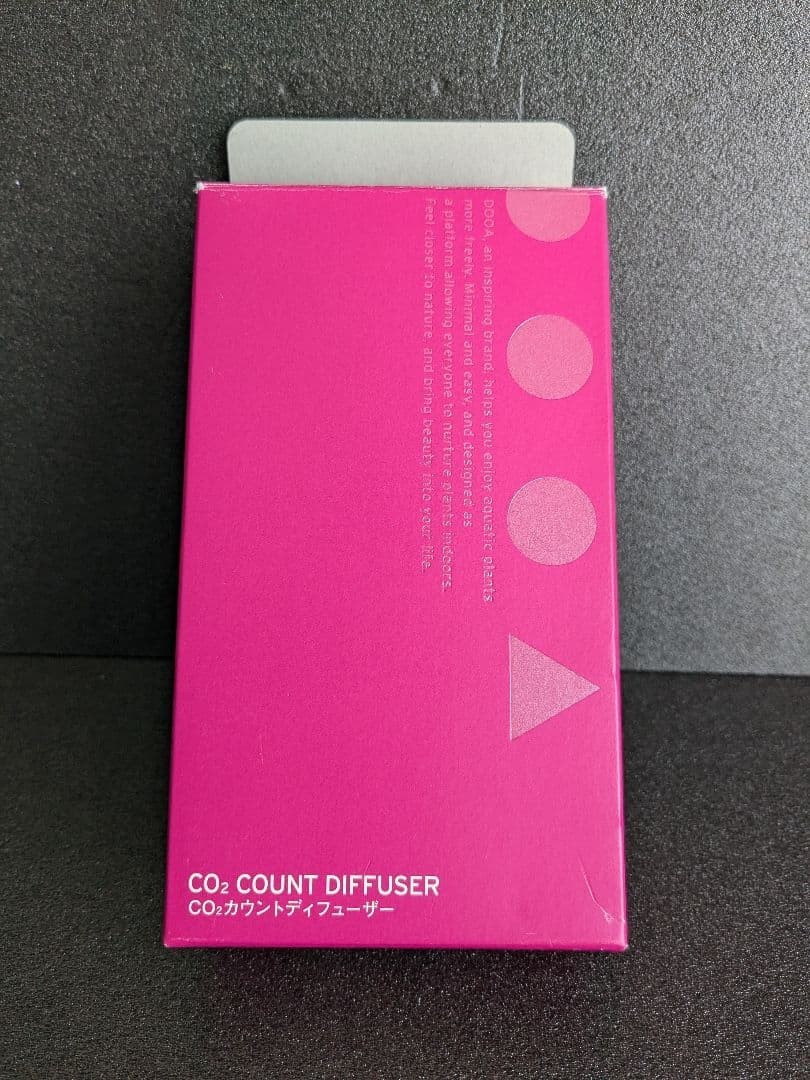 DOOA, an inspiring brand, helps you enjoy aquatic plants
more freely. Minimal and easy, and designed as
a platform allowing everyone to nurture plants indoors,
feel closer to nature, and bring beauty into your life.
CO₂ COUNT DIFFUSER
CO₂カウントディフューザー